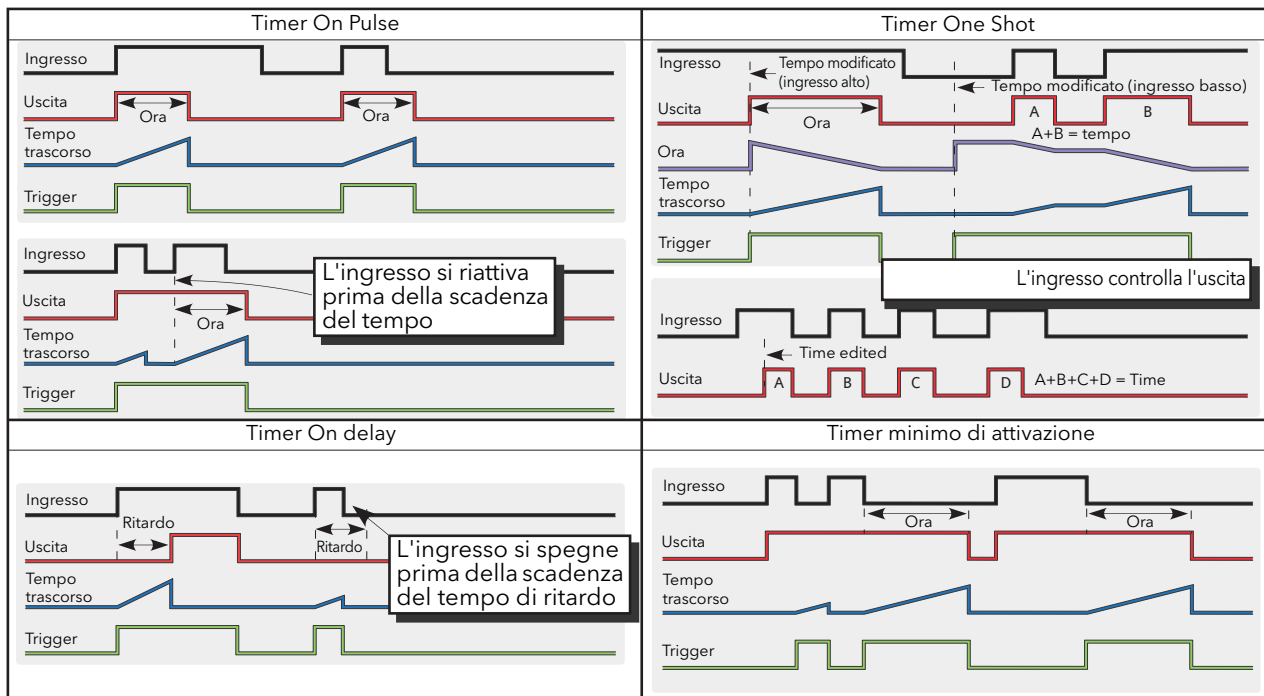 Timer On Pulse
Ingresso
Uscita
Ora
Ora
Tempo
trascorso
Trigger
Ingresso
L'ingresso si riattiva
prima della scadenza
del tempo
Uscita
Ora
Tempo
trascorso
Trigger
Timer One Shot
Ingresso
Tempo modificato
(ingresso alto)
Tempo modificato (ingresso basso)
Uscita
Ora
A
B
A+B = tempo
Ora
Tempo
trascorso
Trigger
L'ingresso controlla l'uscita
Ingresso
Time edited
Uscita
A
B
C
D
A+B+C+D = Time
Timer On delay
Ingresso
Ritardo
Ritardo
Uscita
L'ingresso si spegne
prima della scadenza
del tempo di ritardo
Tempo
trascorso
Trigger
Timer minimo di attivazione
Ingresso
Ora
Ora
Uscita
Tempo
trascorso
Trigger